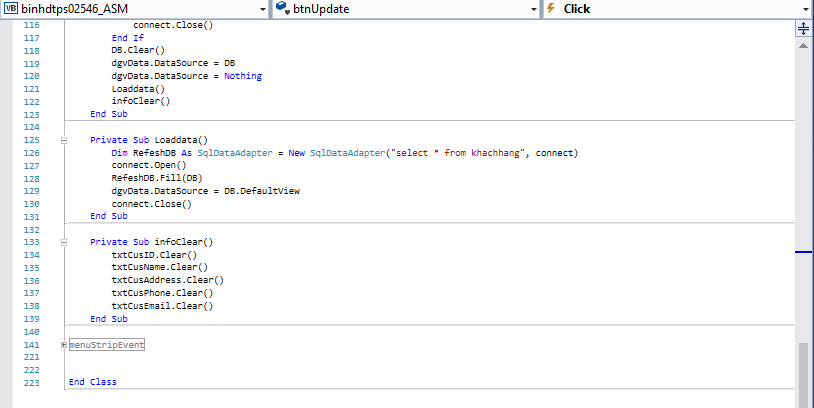 VB binhdtps02546_ASM btnUpdate Click
116 connect.Close()
117 End If
118 DB.Clear()
119 dgvData.DataSource = DB
120 dgvData.DataSource = Nothing
121 Loaddata()
122 infoClear()
123 End Sub
124
125 Private Sub Loaddata()
126 Dim RefeshDB As SqlDataAdapter = New SqlDataAdapter("select * from khachhang", connect)
127 connect.Open()
128 RefeshDB.Fill(DB)
129 dgvData.DataSource = DB.DefaultView
130 connect.Close()
131 End Sub
132
133 Private Sub infoClear()
134 txtCusID.Clear()
135 txtCusName.Clear()
136 txtCusAddress.Clear()
137 txtCusPhone.Clear()
138 txtCusEmail.Clear()
139 End Sub
140
141 menuStripEvent
221
222
223 End Class